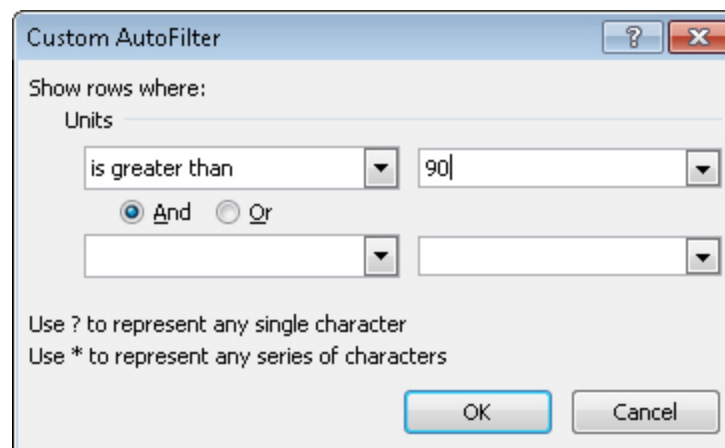 Custom AutoFilter
Show rows where:
Units
is greater than 90
And Or
Use ? to represent any single character
Use * to represent any series of characters
OK Cancel